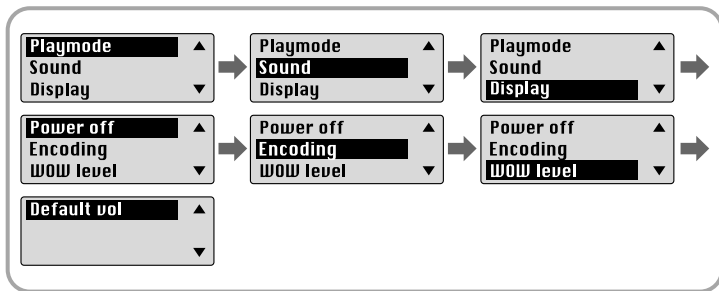 Playmode
Sound
Display
Playmode
Sound
Display
Playmode
Sound
Display
Power off
Encoding
WOW level
Power off
Encoding
WOW level
Power off
Encoding
WOW level
Default vol